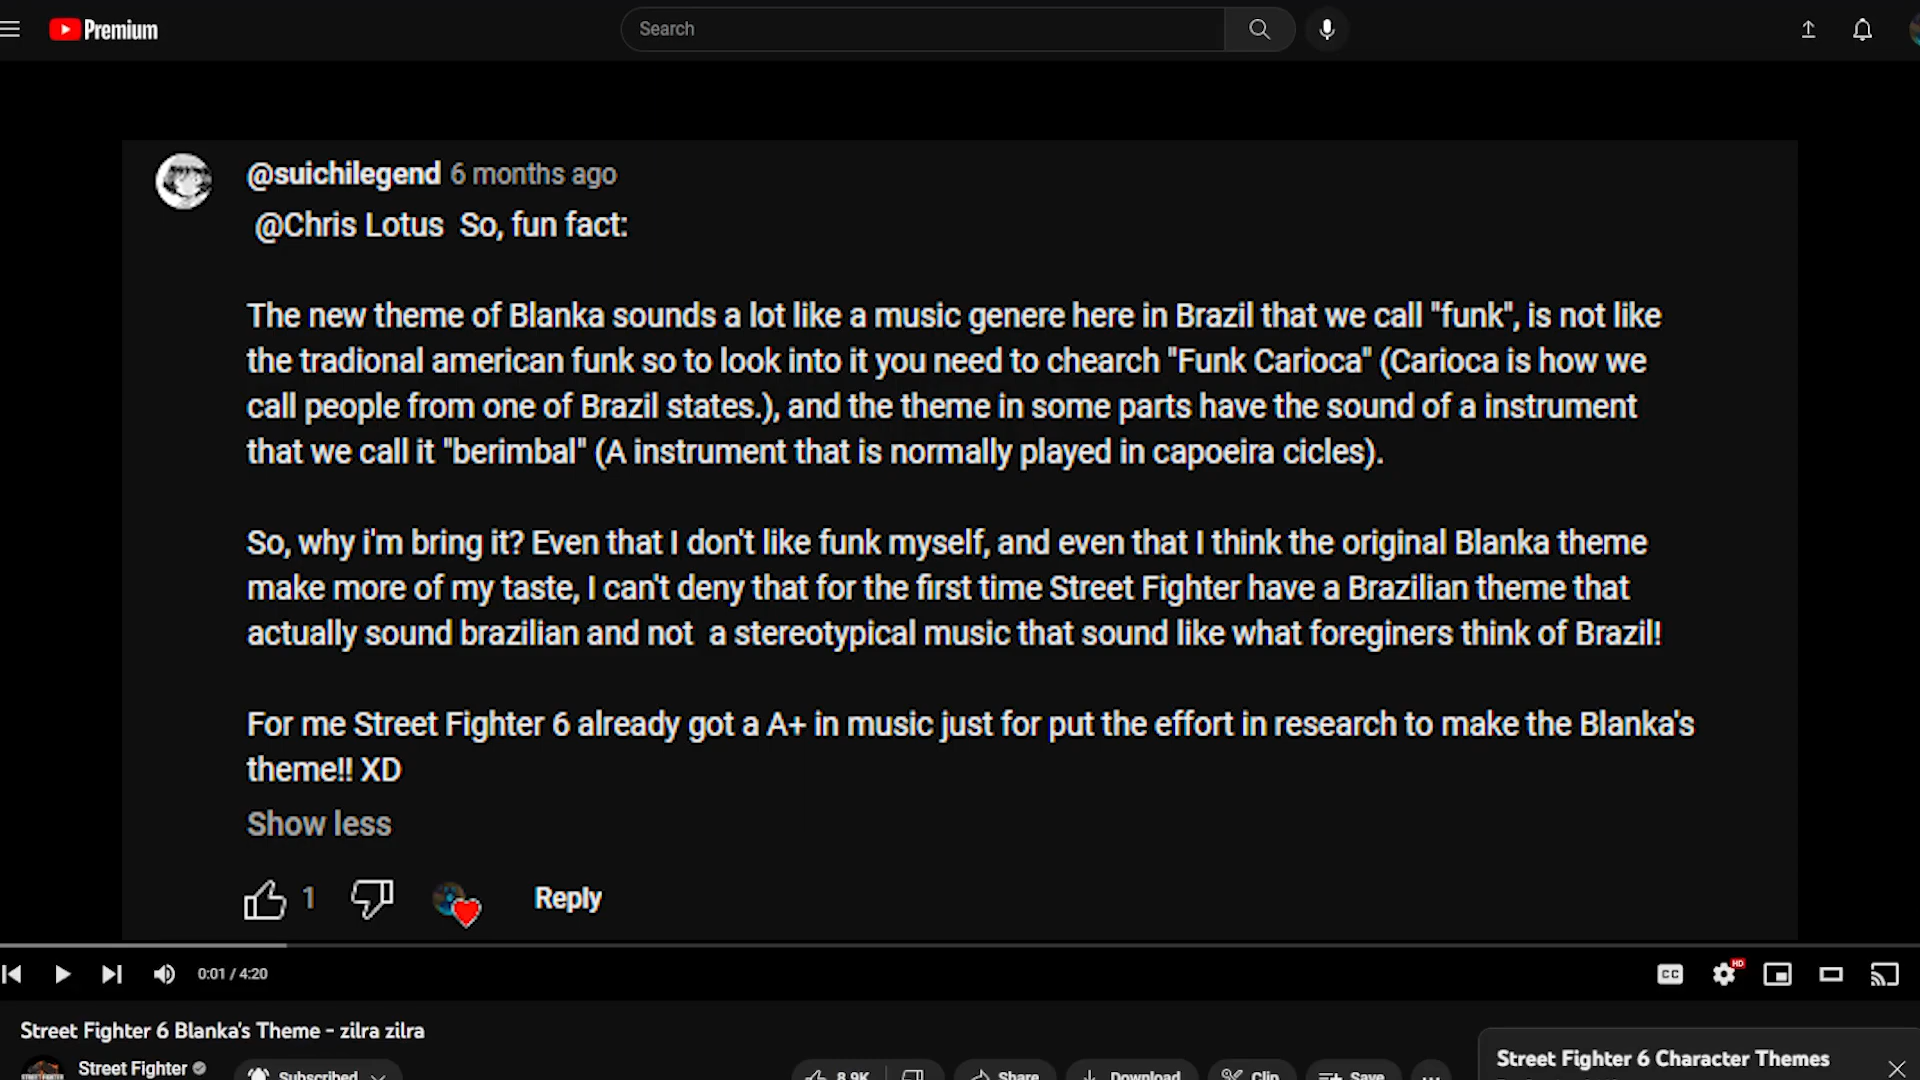 Premium
Search
@suichilegend 6 months ago
@Chris Lotus So, fun fact:
The new theme of Blanka sounds a lot like a music genere here in Brazil that we call "funk", is not like
the tradional american funk so to look into it you need to chearch "Funk Carioca" (Carioca is how we
call people from one of Brazil states.), and the theme in some parts have the sound of a instrument
that we call it "berimbal" (A instrument that is normally played in capoeira cicles).
So, why i'm bring it? Even that I don't like funk myself, and even that I think the original Blanka theme
make more of my taste, I can't deny that for the first time Street Fighter have a Brazilian theme that
actually sound brazilian and not a stereotypical music that sound like what foreginers think of Brazil!
For me Street Fighter 6 already got a A+ in music just for put the effort in research to make the Blanka's
theme!! XD
Show less
1 Reply
0:01 / 4:20 CC HD
Street Fighter 6 Blanka's Theme - zilra zilra
Street Fighter Subscribed 8.9K Share Download Clip Save
Street Fighter 6 Character Themes